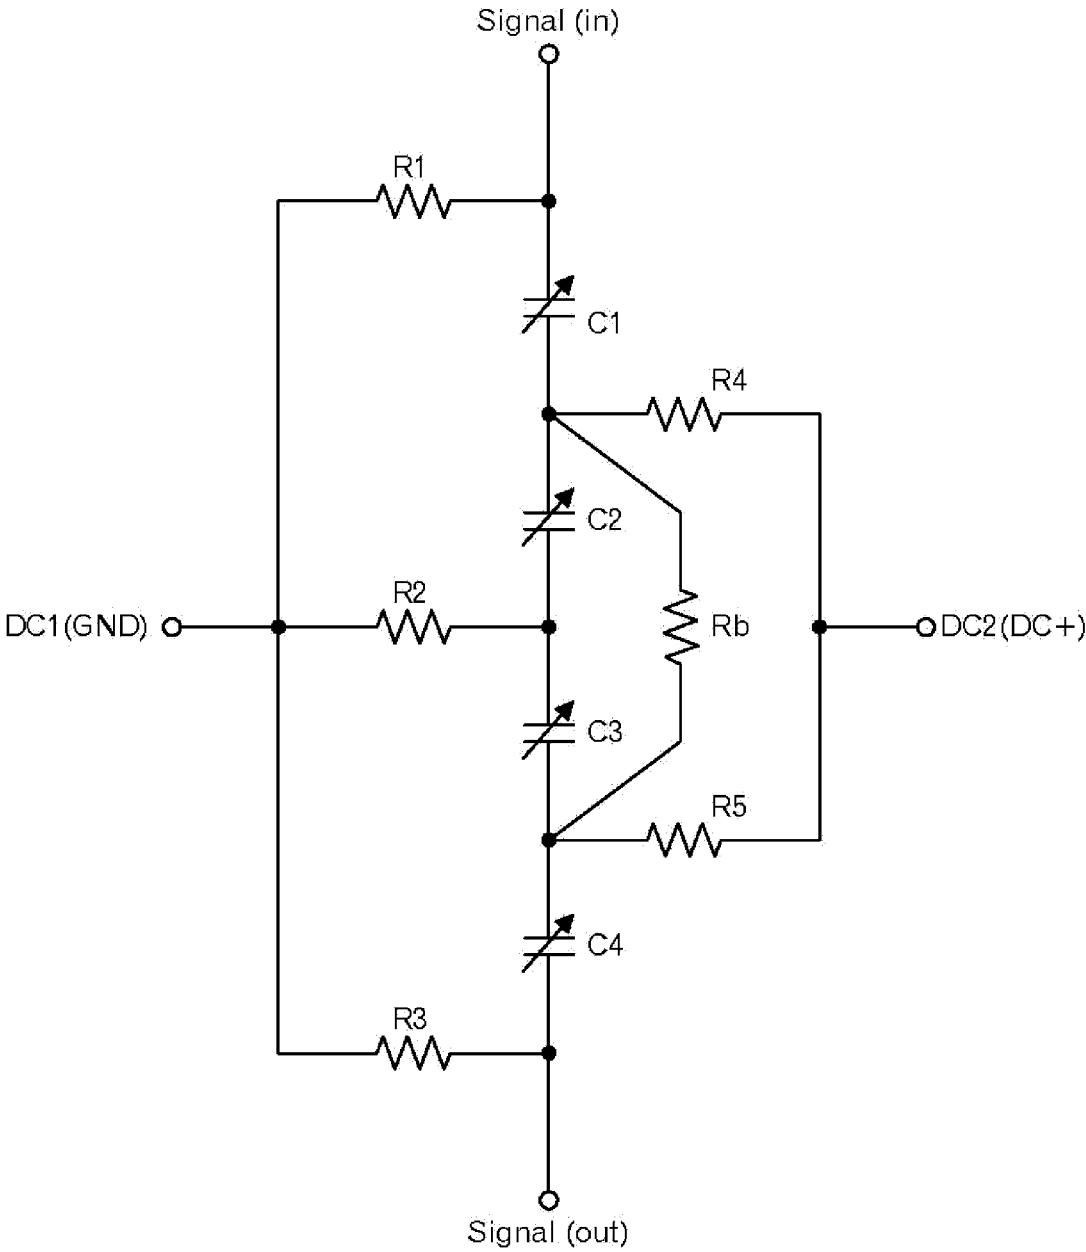 Signal (in)
R1
C1
R4
C2
R2
DC1(GND)
Rb
DC2(DC+)
C3
R5
C4
R3
Signal (out)